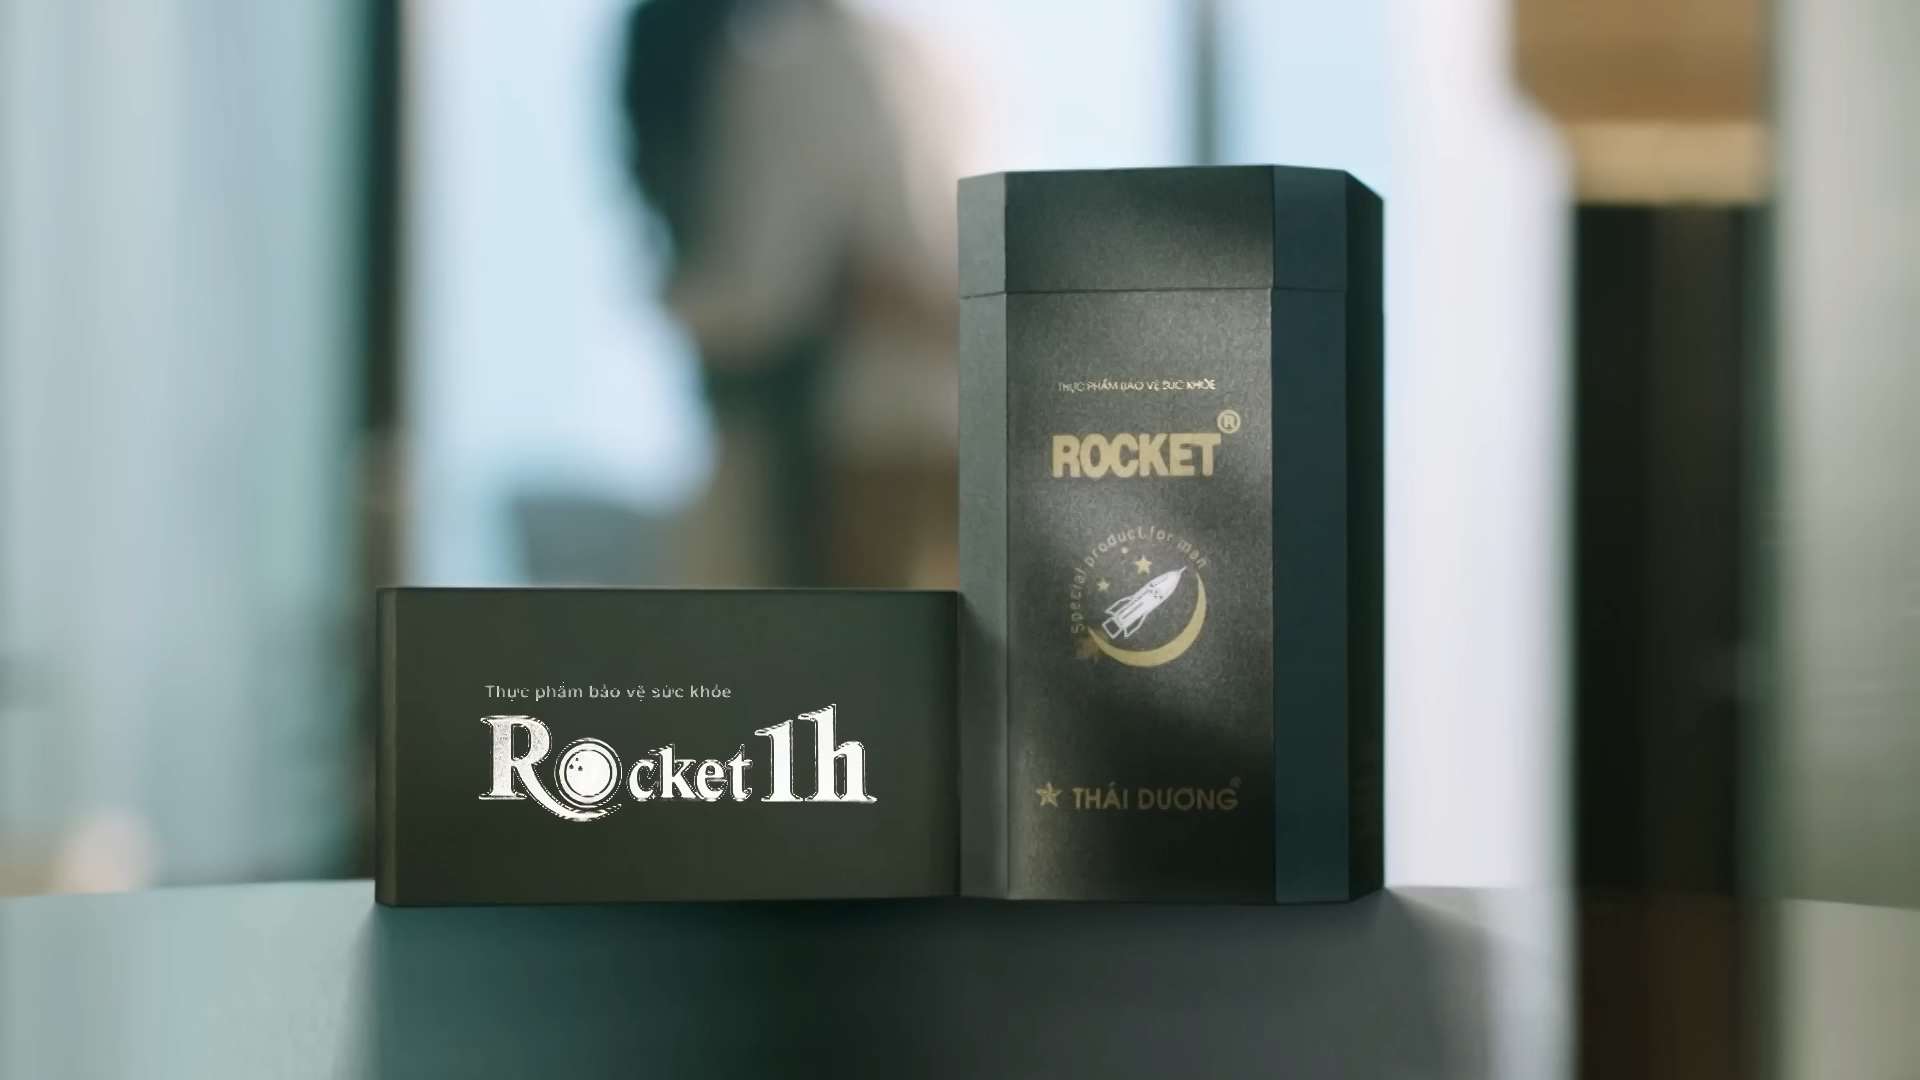 Thực phẩm bảo vệ sức khỏe
Rocket 1h
THỰC PHẨM BẢO VỆ SỨC KHỎE
ROCKET®
Special product for man
THÁI DƯƠNG®